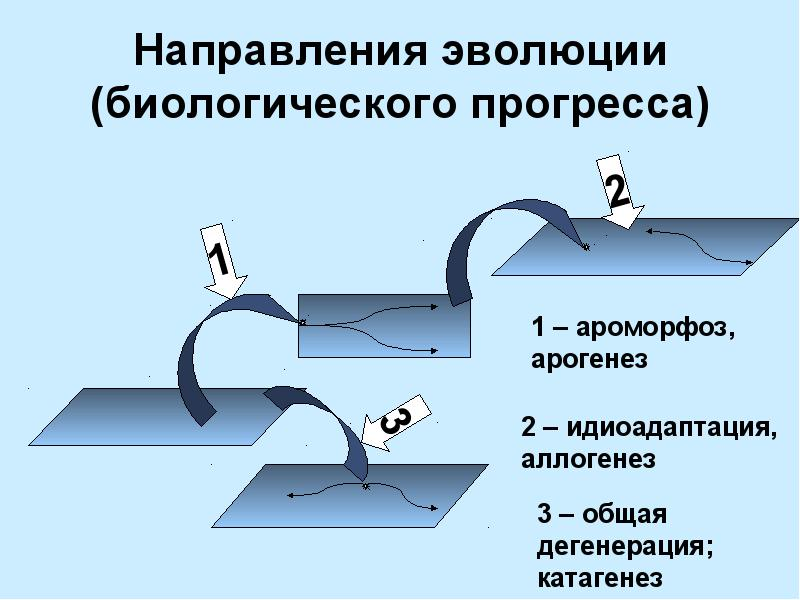 Направления эволюции
(биологического прогресса)
2
1
1 – ароморфоз,
арогенез
3
2 – идиоадаптация,
аллогенез
3 – общая
дегенерация;
катагенез